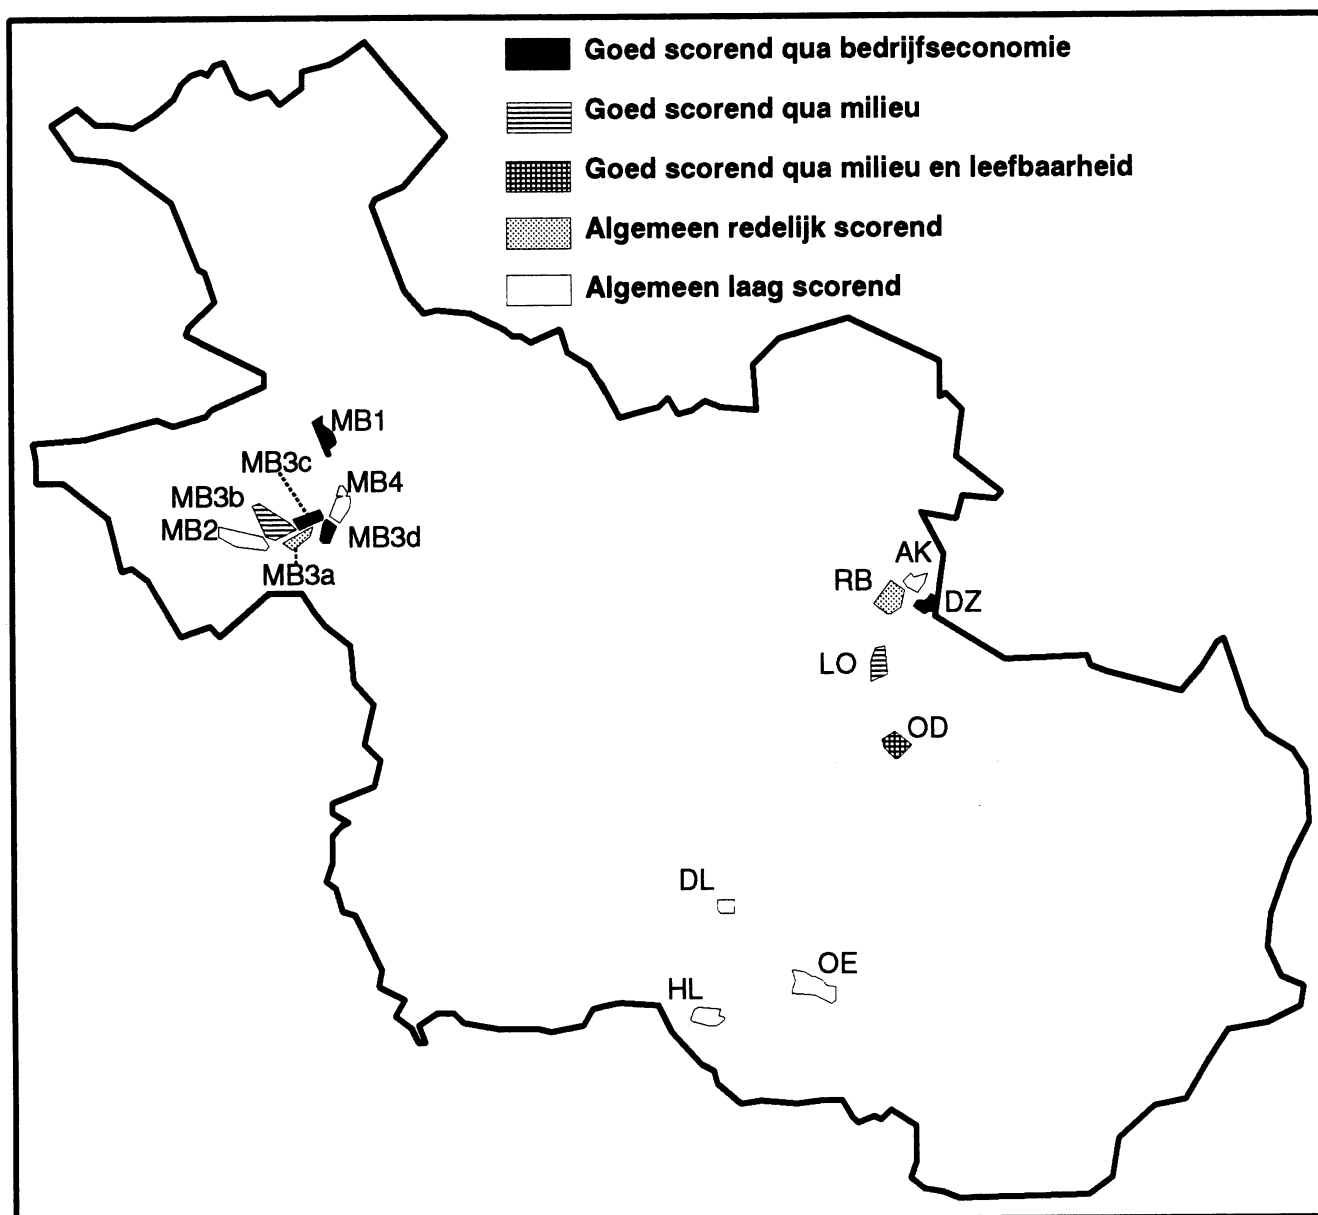 Goed scorend qua bedrijfseconomie
Goed scorend qua milieu
Goed scorend qua milieu en leefbaarheid
Algemeen redelijk scorend
Algemeen laag scorend
MB1
MB3c
MB4
MB3b
MB2
MB3d
MB3a
AK
RB
DZ
LO
OD
DL
OE
HL